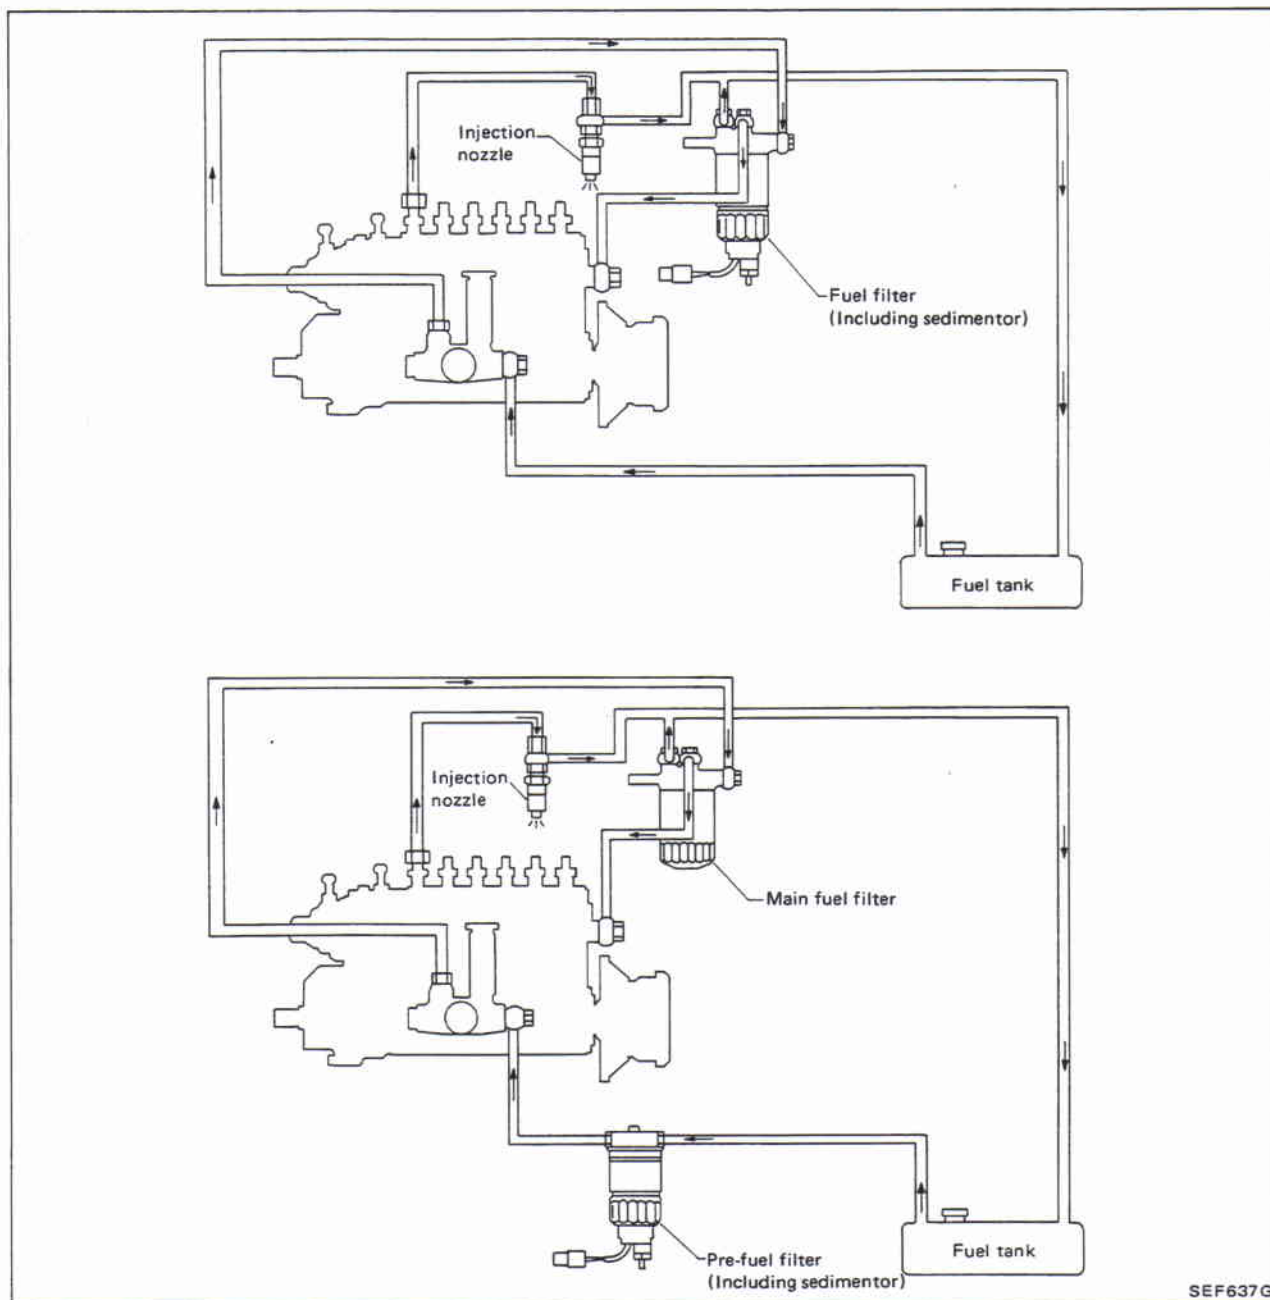 Injection
nozzle
Fuel filter
(Including sedimentor)
Fuel tank
Injection
nozzle
Main fuel filter
Pre-fuel filter
(Including sedimentor)
Fuel tank
SEF637G